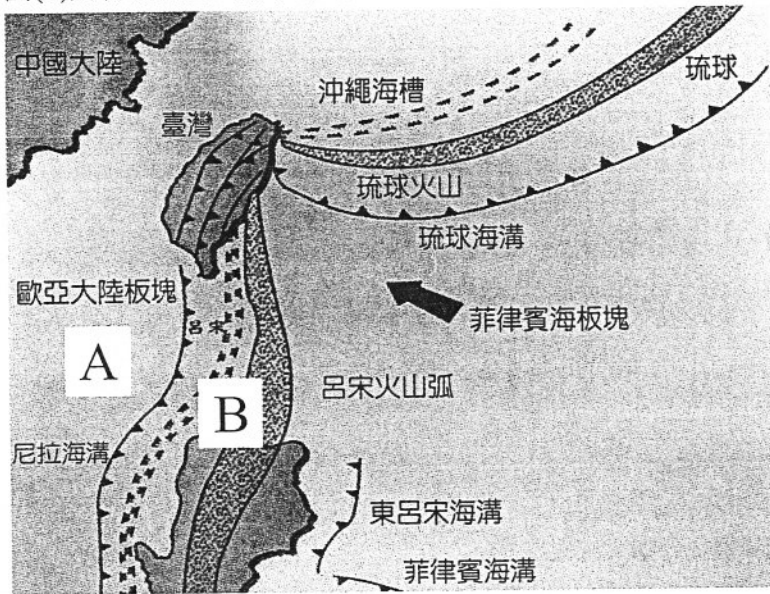 中國大陸
沖繩海槽
琉球
臺灣
琉球火山
琉球海溝
歐亞大陸板塊
呂宋
菲律賓海板塊
A
B
呂宋火山弧
尼拉海溝
東呂宋海溝
菲律賓海溝